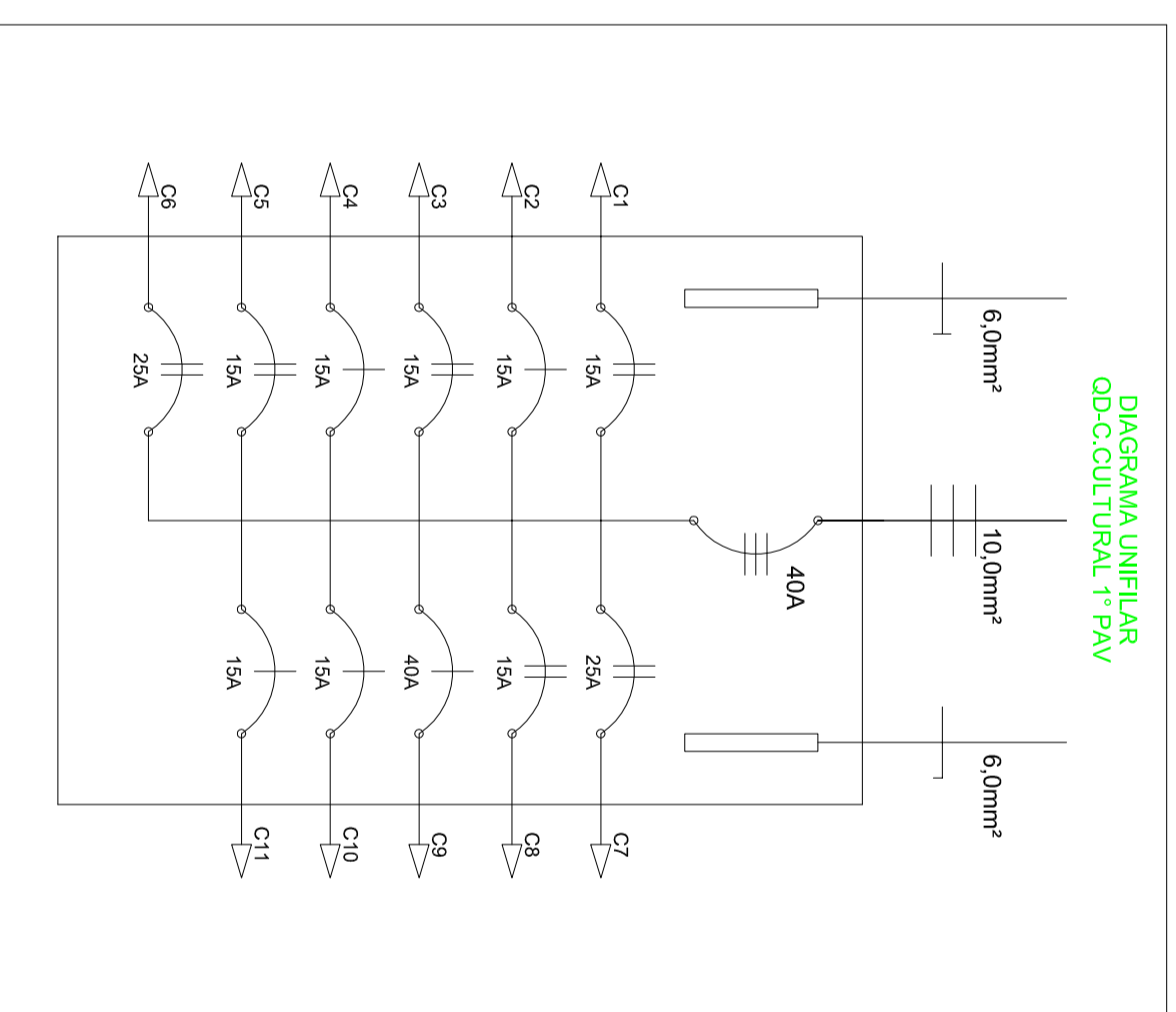 DIAGRAMA UNIFILAR
QD-C.CULTURAL 1° PAV
6,0mm²
10,0mm²
6,0mm²
40A
C1
15A
25A
C7
C2
15A
15A
C8
C3
15A
40A
C9
C4
15A
15A
C10
C5
15A
15A
C11
C6
25A